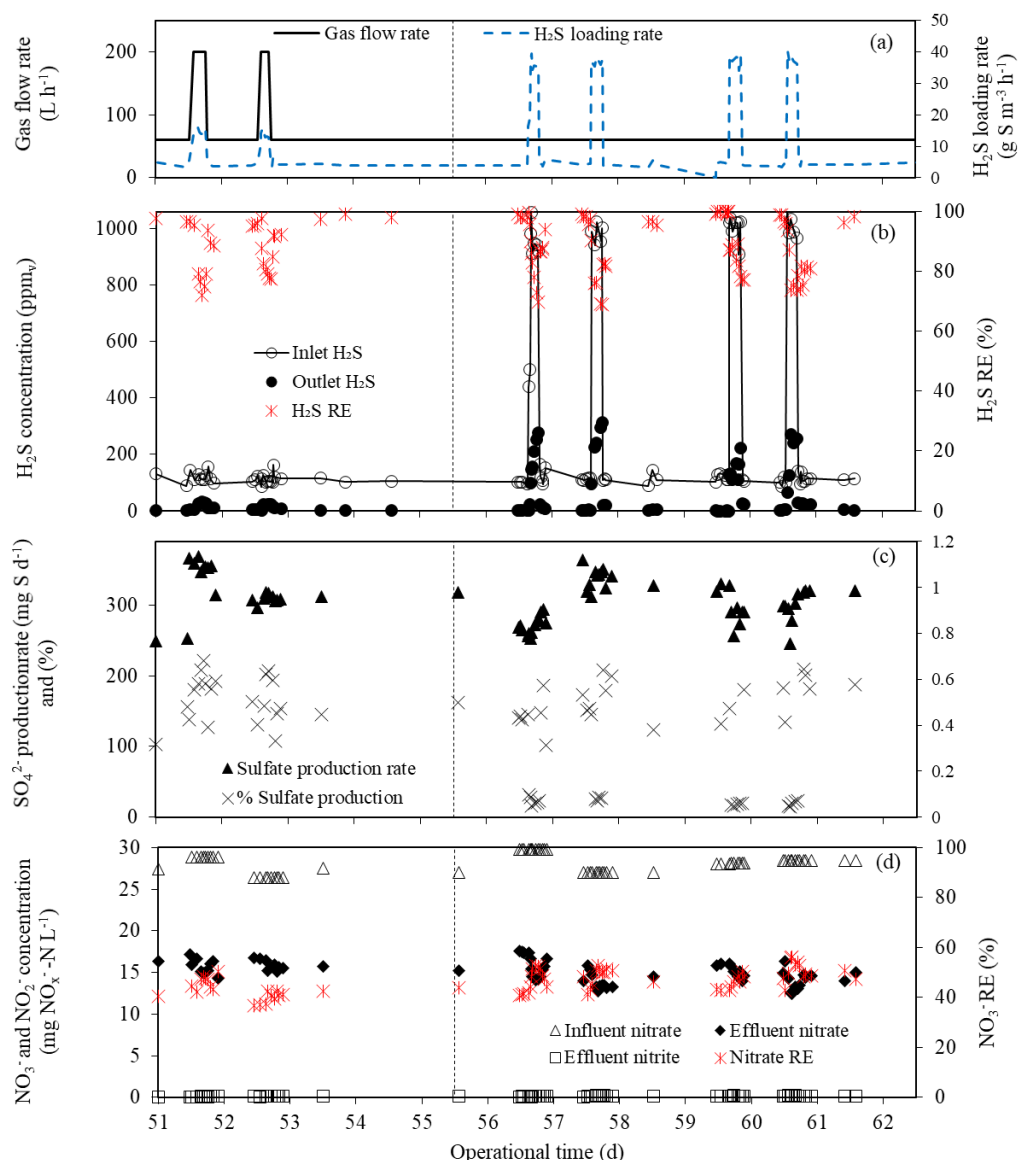 Gas flow rate
(L h⁻¹)
200
100
0
Gas flow rate
H₂S loading rate
(a)
50
40
30
20
10
0
H₂S loading rate
(g S m⁻³ h⁻¹)
H₂S concentration (ppmᵥ)
1000
800
600
400
200
0
(b)
Inlet H₂S
Outlet H₂S
H₂S RE
100
80
60
40
20
0
H₂S RE (%)
SO₄²⁻ productionrate (mg S d⁻¹)
and (%)
300
200
100
0
(c)
Sulfate production rate
% Sulfate production
1.2
1
0.8
0.6
0.4
0.2
0
NO₃⁻ and NO₂⁻ concentration
(mg NOₓ⁻-N L⁻¹)
30
25
20
15
10
5
0
(d)
Influent nitrate
Effluent nitrate
Effluent nitrite
Nitrate RE
100
80
60
40
20
0
NO₃⁻ RE (%)
51 52 53 54 55 56 57 58 59 60 61 62
Operational time (d)